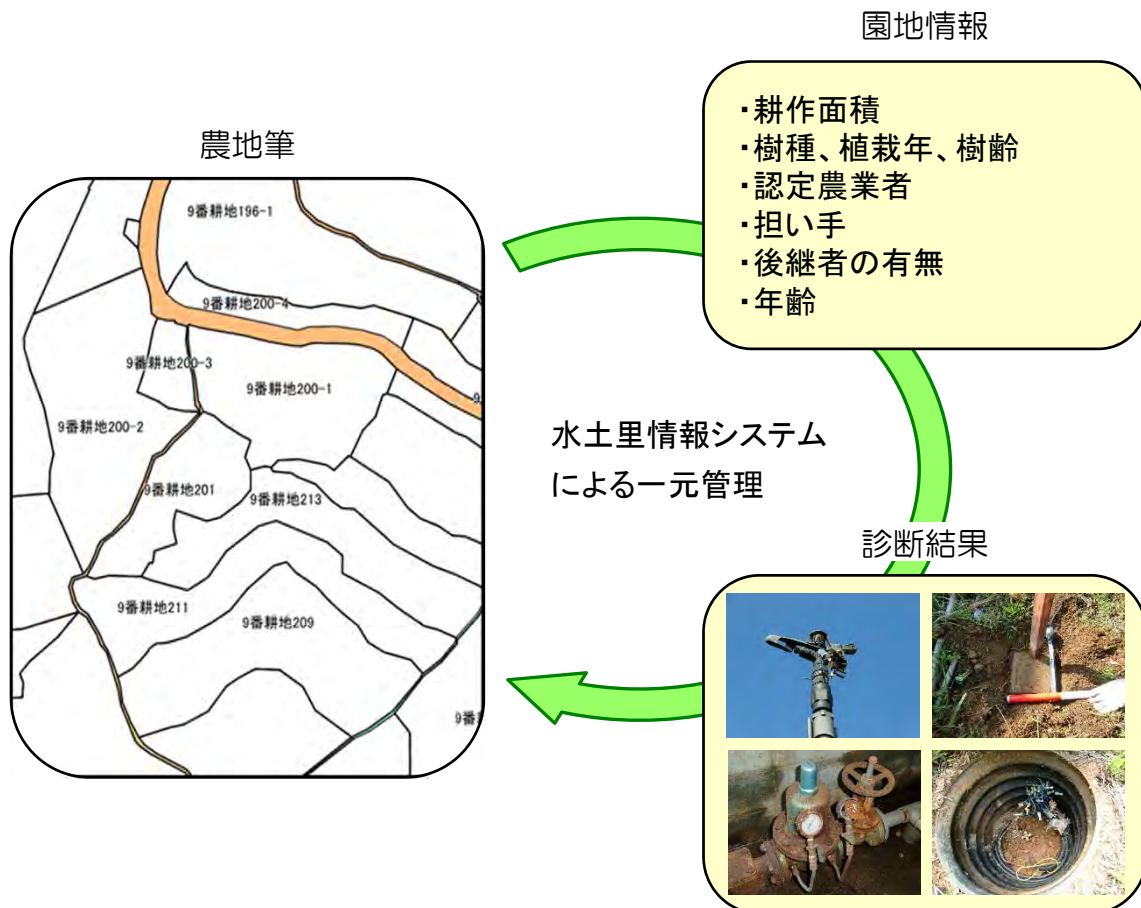 園地情報
・耕作面積
・樹種、植栽年、樹齢
・認定農業者
・担い手
・後継者の有無
・年齢
農地筆
9番耕地196-1
9番耕地200-4
9番耕地200-3
9番耕地200-1
9番耕地200-2
9番耕地201
9番耕地213
9番耕地211
9番耕地209
水土里情報システム
による一元管理
診断結果